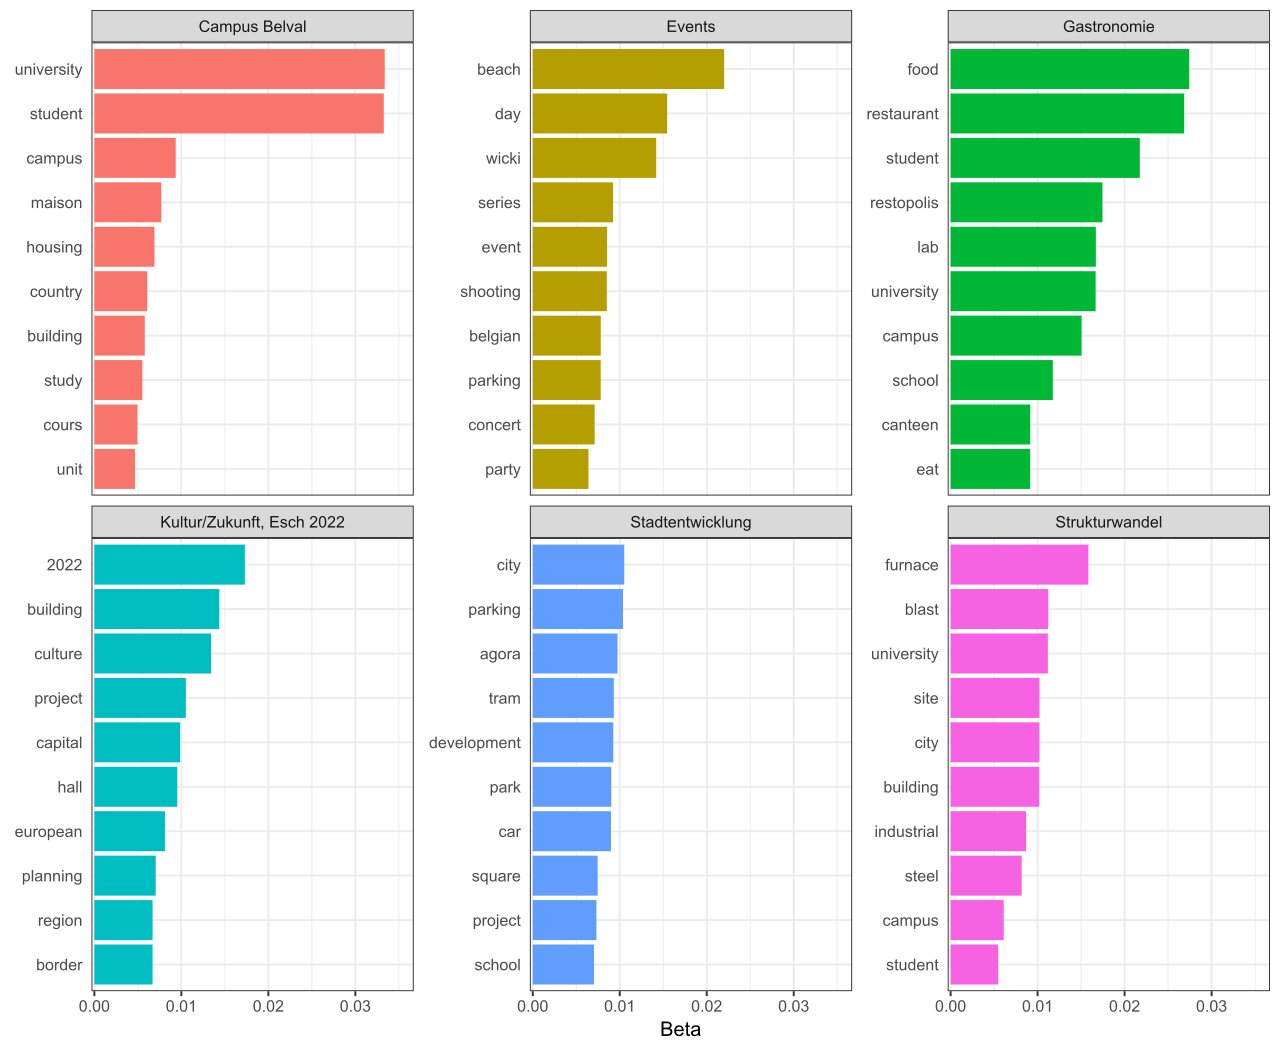 Campus Belval
university
student
campus
maison
housing
country
building
study
cours
unit
Events
beach
day
wicki
series
event
shooting
belgian
parking
concert
party
Gastronomie
food
restaurant
student
restopolis
lab
university
campus
school
canteen
eat
Kultur/Zukunft, Esch 2022
2022
building
culture
project
capital
hall
european
planning
region
border
0.00 0.01 0.02 0.03
Stadtentwicklung
city
parking
agora
tram
development
park
car
square
project
school
0.00 0.01 0.02 0.03
Strukturwandel
furnace
blast
university
site
city
building
industrial
steel
campus
student
0.00 0.01 0.02 0.03
Beta